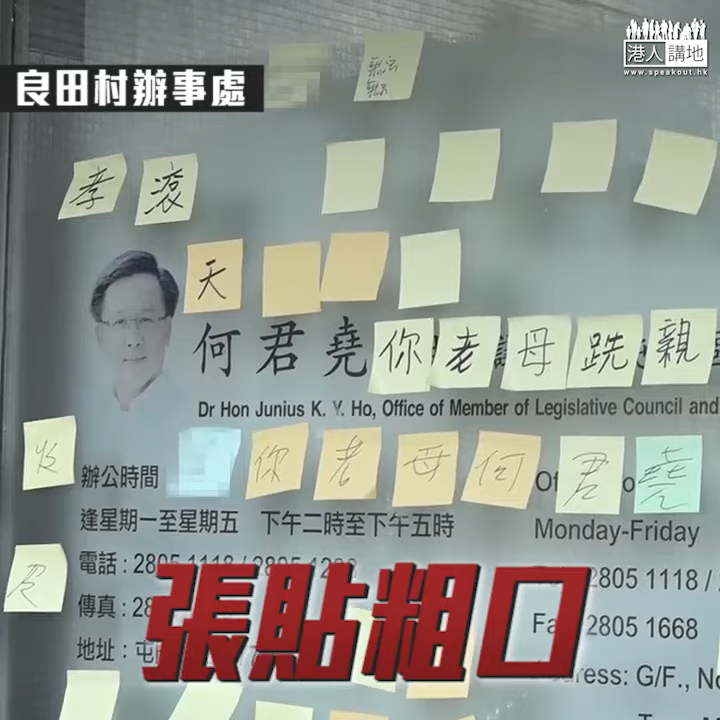 港人講地
www.speakout.hk
良田村辦事處
孝 滾
天
何君堯 你老母跣親
Dr Hon Junius K. Y. Ho, Office of Member of Legislative Council and
辦公時間
你老母何君堯
逢星期一至星期五 下午二時至下午五時
Monday-Friday
電話 : 2805 1118 /
2805 1118 /
傳真 : 28
2805 1668
地址 : 屯
Address: G/F., No
張貼粗口